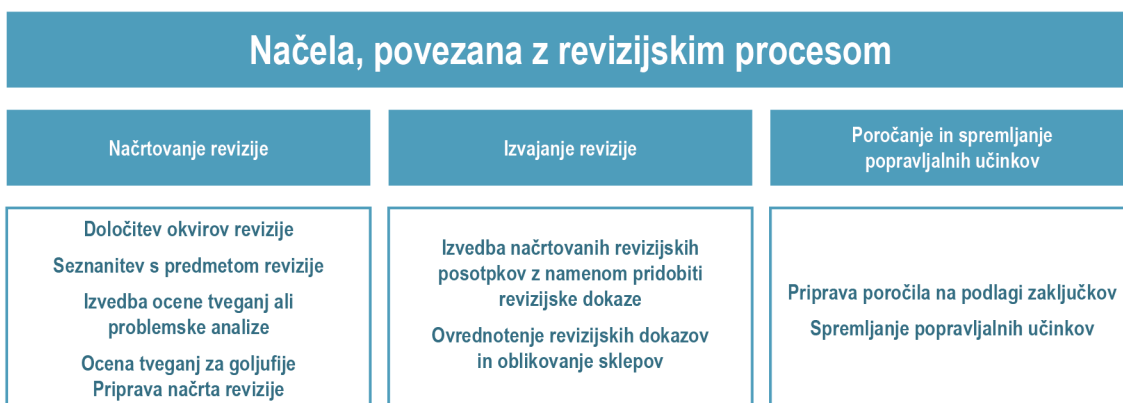 Načela, povezana z revizijskim procesom
Načrtovanje revizije
Določitev okvirov revizije
Seznanitev s predmetom revizije
Izvedba ocene tveganj ali
problemske analize
Ocena tveganj za goljufije
Priprava načrta revizije
Izvajanje revizije
Izvedba načrtovanih revizijskih
posotpkov z namenom pridobiti
revizijske dokaze
Ovrednotenje revizijskih dokazov
in oblikovanje sklepov
Poročanje in spremljanje
popravljalnih učinkov
Priprava poročila na podlagi zaključkov
Spremljanje popravljalnih učinkov